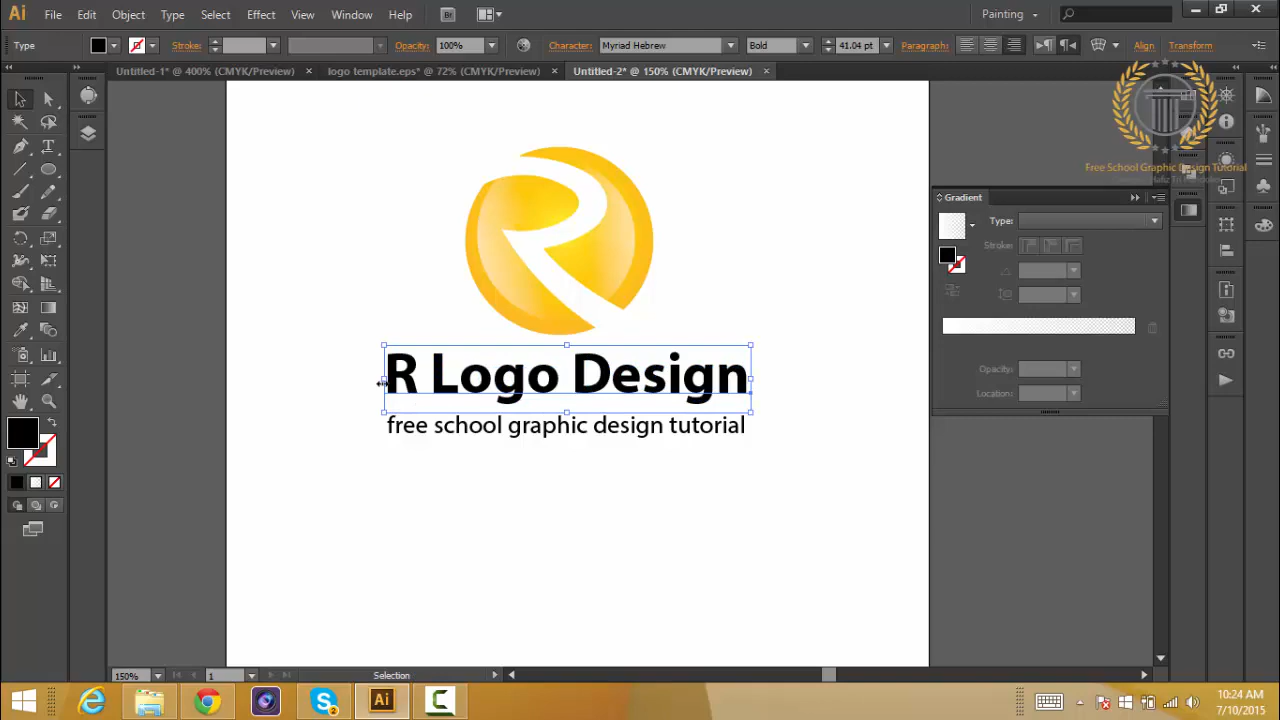 Ai File Edit Object Type Select Effect View Window Help Br Painting
Type Stroke: Opacity: 100% Character: Myriad Hebrew Bold 41.04 pt Paragraph: Align Transform
Untitled-1* @ 400% (CMYK/Preview) × logo template.eps* @ 72% (CMYK/Preview) × Untitled-2* @ 150% (CMYK/Preview) ×
Free School Graphic Design Tutorial
Gradient
Type:
Stroke:
Opacity:
Location:
R Logo Design
free school graphic design tutorial
150% 1 Selection
Ai
10:24 AM
7/10/2015